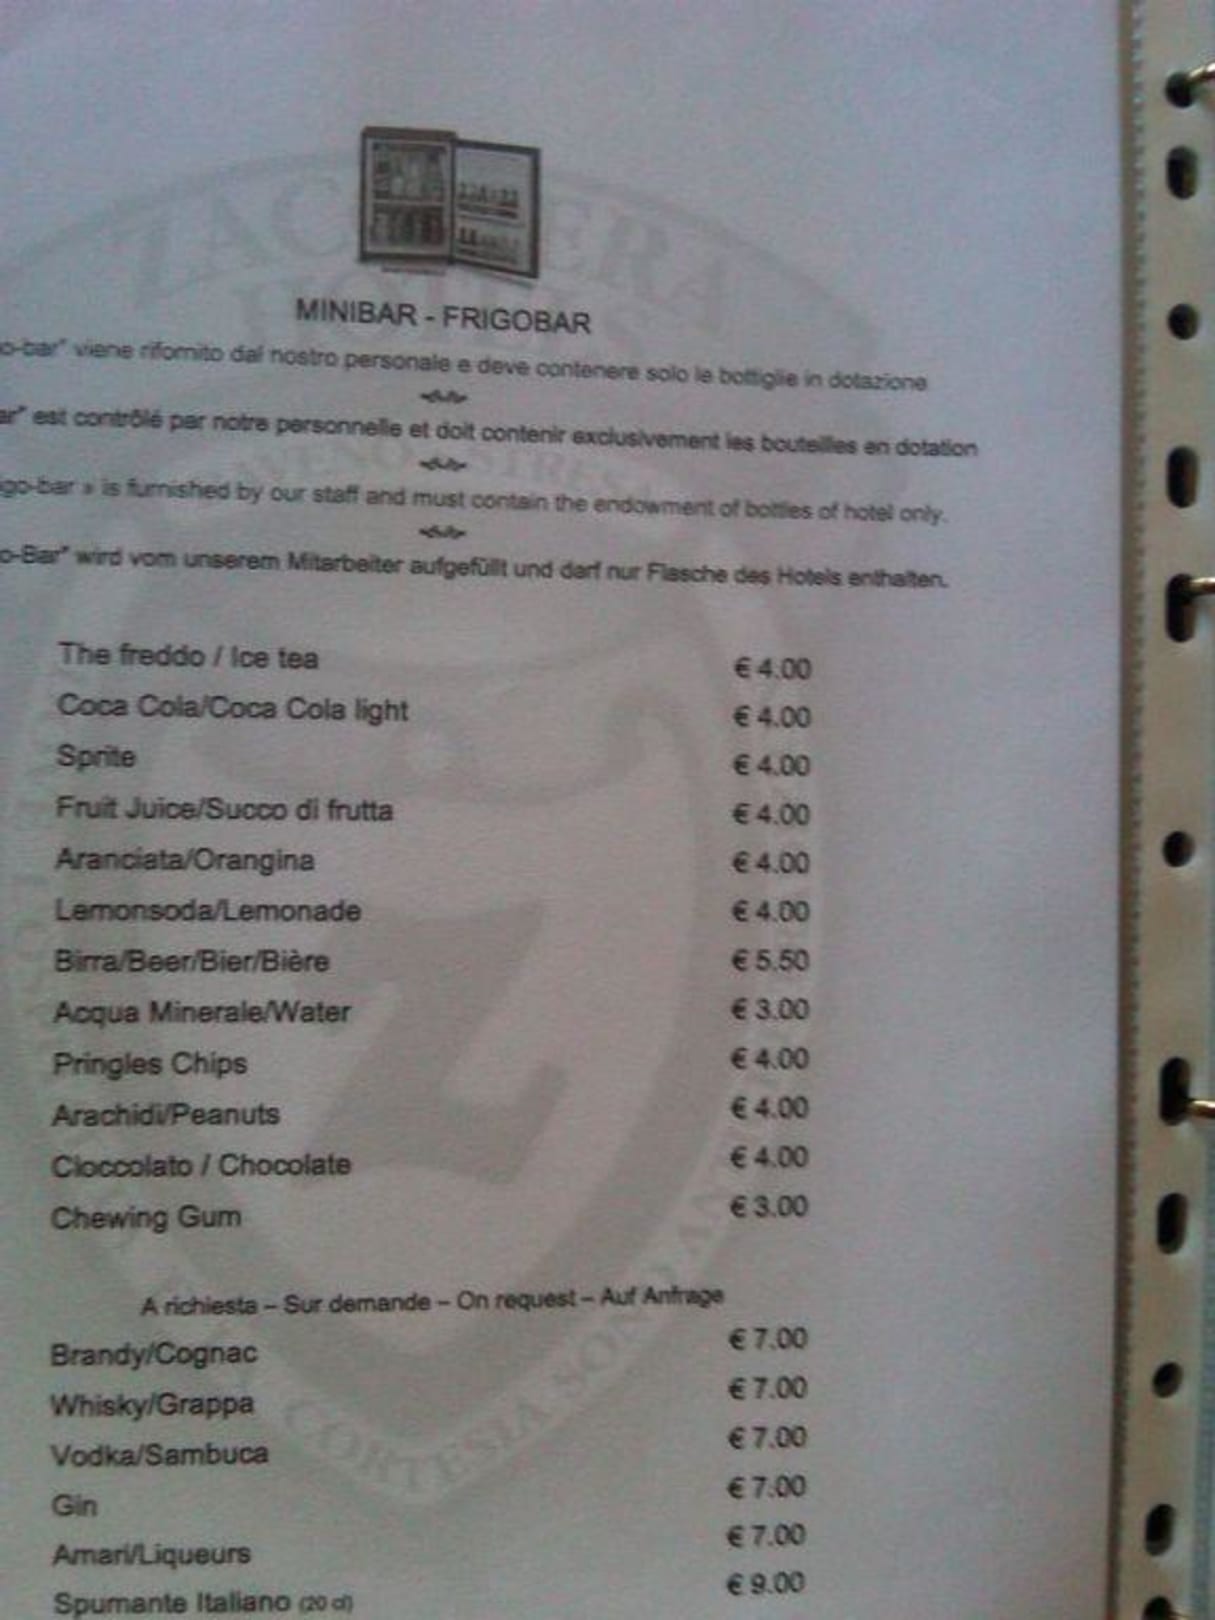 ZAC ERA
HOTELS
MINIBAR - FRIGOBAR
o-bar" viene rifornito dal nostro personale e deve contenere solo le bottiglie in dotazione
ar" est contrôlé par notre personnelle et doit contenir exclusivement les bouteilles en dotation
igo-bar » is furnished by our staff and must contain the endowment of bottles of hotel only.
o-Bar" wird vom unserem Mitarbeiter aufgefüllt und darf nur Flasche des Hotels enthalten.
The freddo / Ice tea € 4.00
Coca Cola/Coca Cola light € 4.00
Sprite € 4.00
Fruit Juice/Succo di frutta € 4.00
Aranciata/Orangina € 4.00
Lemonsoda/Lemonade € 4.00
Birra/Beer/Bier/Bière € 5.50
Acqua Minerale/Water € 3.00
Pringles Chips € 4.00
Arachidi/Peanuts € 4.00
Cioccolato / Chocolate € 4.00
Chewing Gum € 3.00
A richiesta – Sur demande – On request – Auf Anfrage
Brandy/Cognac € 7.00
Whisky/Grappa € 7.00
Vodka/Sambuca € 7.00
Gin € 7.00
Amari/Liqueurs € 7.00
Spumante Italiano (20 cl) € 9.00
CORTESIA SONO